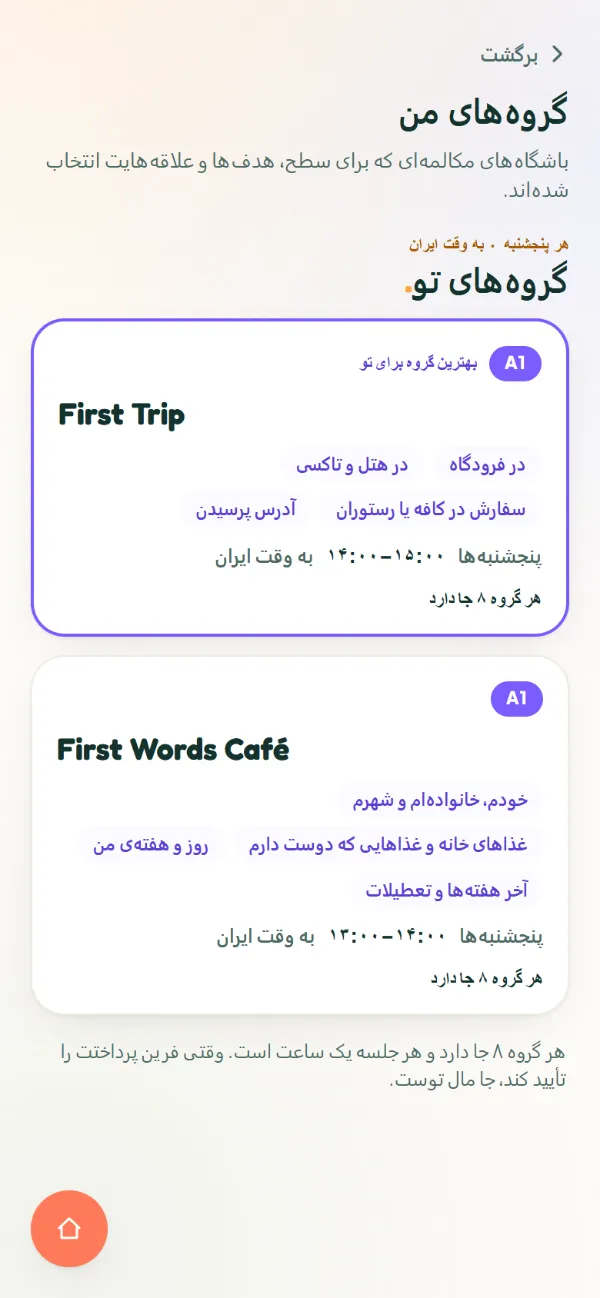 برگشت
گروه‌های من
باشگاه‌های مکالمه‌ای که برای سطح، هدف‌ها و علاقه‌هایت انتخاب
شده‌اند.
هر پنجشنبه · به وقت ایران
گروه‌های تو.
A1 بهترین گروه برای تو
First Trip
در فرودگاه در هتل و تاکسی
سفارش در کافه یا رستوران آدرس پرسیدن
پنجشنبه‌ها ۱۴:۰۰–۱۵:۰۰ به وقت ایران
هر گروه ۸ جا دارد
A1
First Words Café
خودم، خانواده‌ام و شهرم
غذاهای خانه و غذاهایی که دوست دارم روز و هفته‌ی من
آخر هفته‌ها و تعطیلات
پنجشنبه‌ها ۱۳:۰۰–۱۴:۰۰ به وقت ایران
هر گروه ۸ جا دارد
هر گروه ۸ جا دارد و هر جلسه یک ساعت است. وقتی فرین پرداختت را
تأیید کند، جا مال توست.